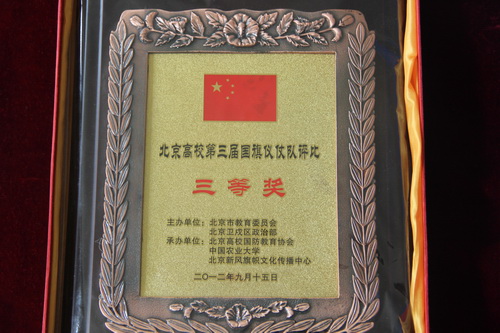 北京高校第三届国旗仪仗队评比
三等奖
主办单位：北京市教育委员会
北京卫戍区政治部
承办单位：北京高校国防教育协会
中国农业大学
北京新风旗帜文化传播中心
二〇一二年九月十五日